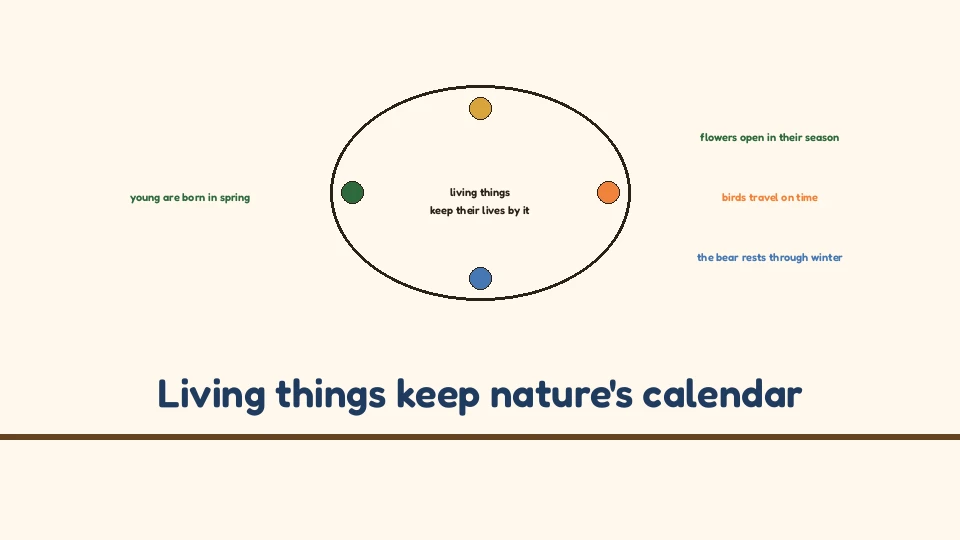 flowers open in their season
young are born in spring
living things
keep their lives by it
birds travel on time
the bear rests through winter
Living things keep nature's calendar